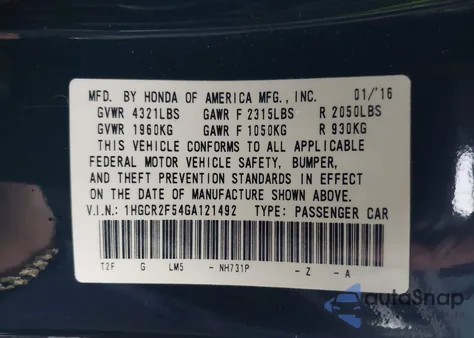 MFD. BY HONDA OF AMERICA MFG., INC. 01/'16
GVWR 4321LBS GAWR F 2315LBS R 2050LBS
GVWR 1960KG GAWR F 1050KG R 930KG
THIS VEHICLE CONFORMS TO ALL APPLICABLE
FEDERAL MOTOR VEHICLE SAFETY, BUMPER,
AND THEFT PREVENTION STANDARDS IN EFFECT
ON THE DATE OF MANUFACTURE SHOWN ABOVE.
V.I.N.: 1HGCR2F54GA121492 TYPE: PASSENGER CAR
T2F G LM5 - NH731P - Z - A
autoSnap